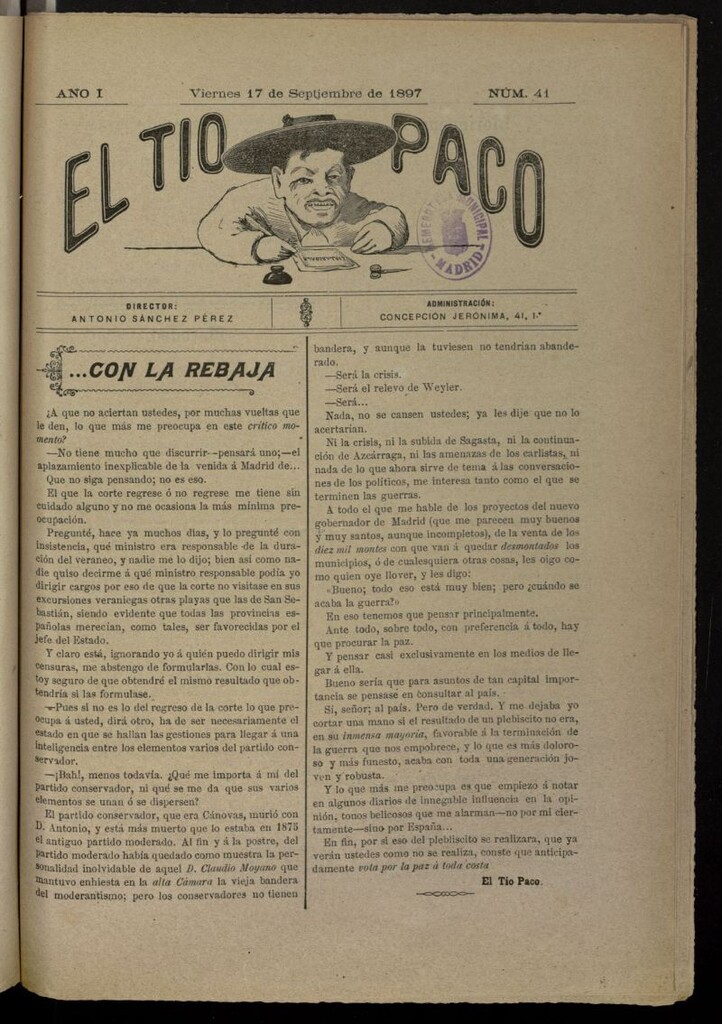 AÑO I
Viernes 17 de Septiembre de 1897
NÚM. 41
EL TIO PACO
HEMEROTECA MUNICIPAL
MADRID
DIRECTOR:
ANTONIO SÁNCHEZ PÉREZ
ADMINISTRACIÓN:
CONCEPCIÓN JERÓNIMA, 41, 1.º
...CON LA REBAJA
¿A que no aciertan ustedes, por muchas vueltas que
le den, lo que más me preocupa en este crítico mo-
mento?
—No tiene mucho que discurrir—pensará uno;—el
aplazamiento inexplicable de la venida á Madrid de...
Que no siga pensando; no es eso.
El que la corte regrese ó no regrese me tiene sin
cuidado alguno y no me ocasiona la más mínima pre-
ocupación.
Pregunté, hace ya muchos días, y lo pregunté con
insistencia, qué ministro era responsable de la dura-
ción del veraneo, y nadie me lo dijo; bien así como na-
die quiso decirme á qué ministro responsable podía yo
dirigir cargos por eso de que la corte no visitase en sus
excursiones veraniegas otras playas que las de San Se-
bastián, siendo evidente que todas las provincias es-
pañolas merecían, como tales, ser favorecidas por el
jefe del Estado.
Y claro está, ignorando yo á quién puedo dirigir mis
censuras, me abstengo de formularlas. Con lo cual es-
toy seguro de que obtendré el mismo resultado que ob-
tendría si las formulase.
—Pues si no es lo del regreso de la corte lo que pre-
ocupa á usted, dirá otro, ha de ser necesariamente el
estado en que se hallan las gestiones para llegar á una
inteligencia entre los elementos varios del partido con-
servador.
—¡Bah!, menos todavía. ¿Qué me importa á mí del
partido conservador, ni qué se me da que sus varios
elementos se unan ó se dispersen?
El partido conservador, que era Cánovas, murió con
D. Antonio, y está más muerto que lo estaba en 1875
el antiguo partido moderado. Al fin y á la postre, del
partido moderado había quedado como muestra la per-
sonalidad inolvidable de aquel D. Claudio Moyano que
mantuvo enhiesta en la alta Cámara la vieja bandera
del moderantismo; pero los conservadores no tienen
bandera, y aunque la tuviesen no tendrían abande-
rado.
—Será la crisis.
—Será el relevo de Weyler.
—Será...
Nada, no se cansen ustedes; ya les dije que no lo
acertarían.
Ni la crisis, ni la subida de Sagasta, ni la continua-
ción de Azcárraga, ni las amenazas de los carlistas, ni
nada de lo que ahora sirve de tema á las conversacio-
nes de los políticos, me interesa tanto como el que se
terminen las guerras.
A todo el que me hable de los proyectos del nuevo
gobernador de Madrid (que me parecen muy buenos
y muy santos, aunque incompletos), de la venta de los
diez mil montes con que van á quedar desmontados los
municipios, ó de cualesquiera otras cosas, les oigo co-
mo quien oye llover, y les digo:
«Bueno; todo eso está muy bien; pero ¿cuándo se
acaba la guerra?»
En eso tenemos que pensar principalmente.
Ante todo, sobre todo, con preferencia á todo, hay
que procurar la paz.
Y pensar casi exclusivamente en los medios de lle-
gar á ella.
Bueno sería que para asuntos de tan capital impor-
tancia se pensase en consultar al país.
Sí, señor; al país. Pero de verdad. Y me dejaba yo
cortar una mano si el resultado de un plebiscito no era,
en su inmensa mayoría, favorable á la terminación de
la guerra que nos empobrece, y lo que es más doloro-
so y más funesto, acaba con toda una generación jo-
ven y robusta.
Y lo que más me preocupa es que empiezo á notar
en algunos diarios de innegable influencia en la opi-
nión, tonos belicosos que me alarman—no por mí cier-
tamente—sino por España...
En fin, por si eso del plebliscito se realizara, que ya
verán ustedes como no se realiza, conste que anticipa-
damente vota por la paz á toda costa
El Tío Paco.